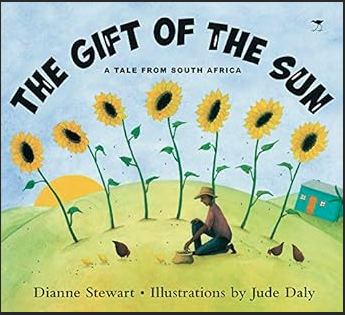 THE GIFT OF THE SUN
A TALE FROM SOUTH AFRICA
Dianne Stewart • Illustrations by Jude Daly